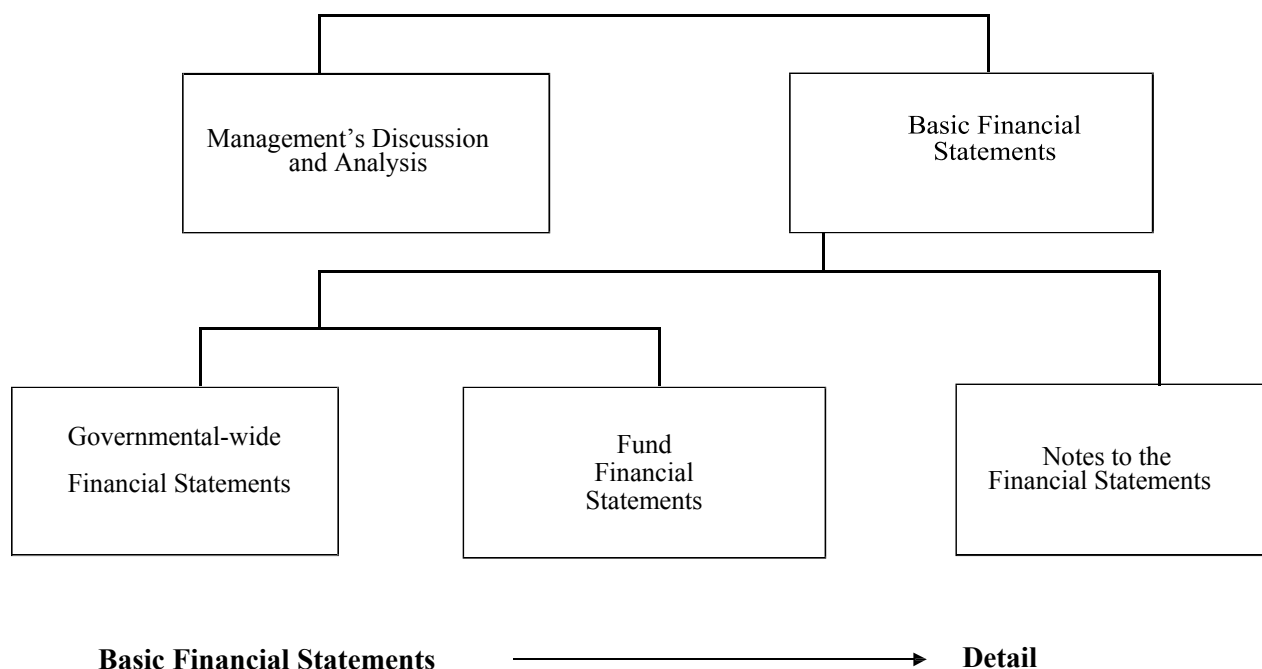 Management’s Discussion
and Analysis
Basic Financial
Statements
Governmental-wide
Financial Statements
Fund
Financial
Statements
Notes to the
Financial Statements
Basic Financial Statements
Detail